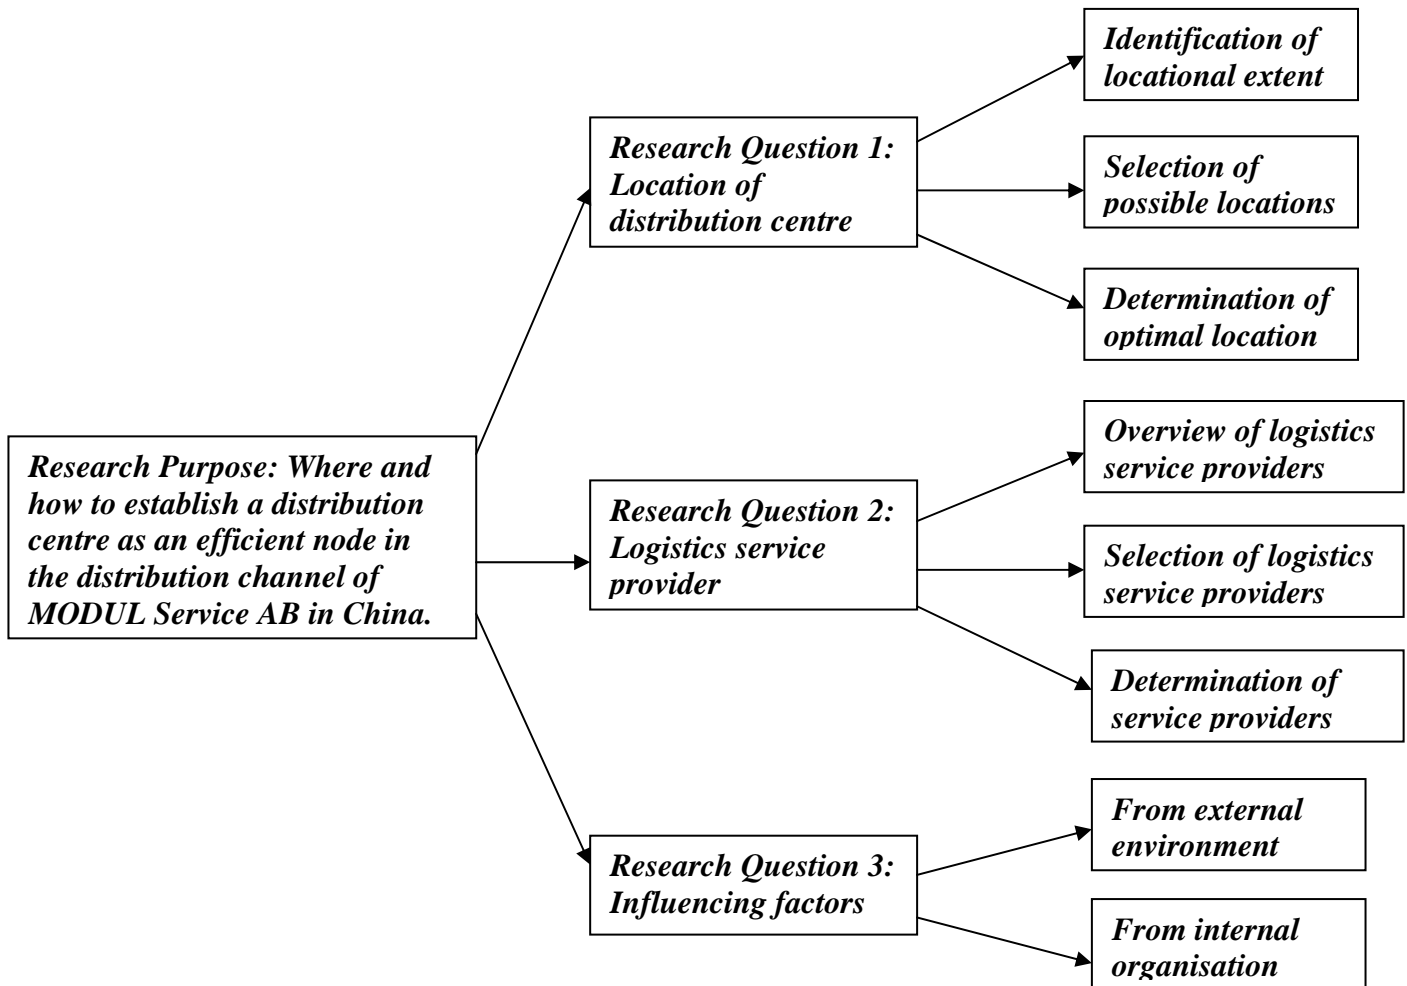 Research Purpose: Where and
how to establish a distribution
centre as an efficient node in
the distribution channel of
MODUL Service AB in China.
Research Question 1:
Location of
distribution centre
Identification of
locational extent
Selection of
possible locations
Determination of
optimal location
Research Question 2:
Logistics service
provider
Overview of logistics
service providers
Selection of logistics
service providers
Determination of
service providers
Research Question 3:
Influencing factors
From external
environment
From internal
organisation